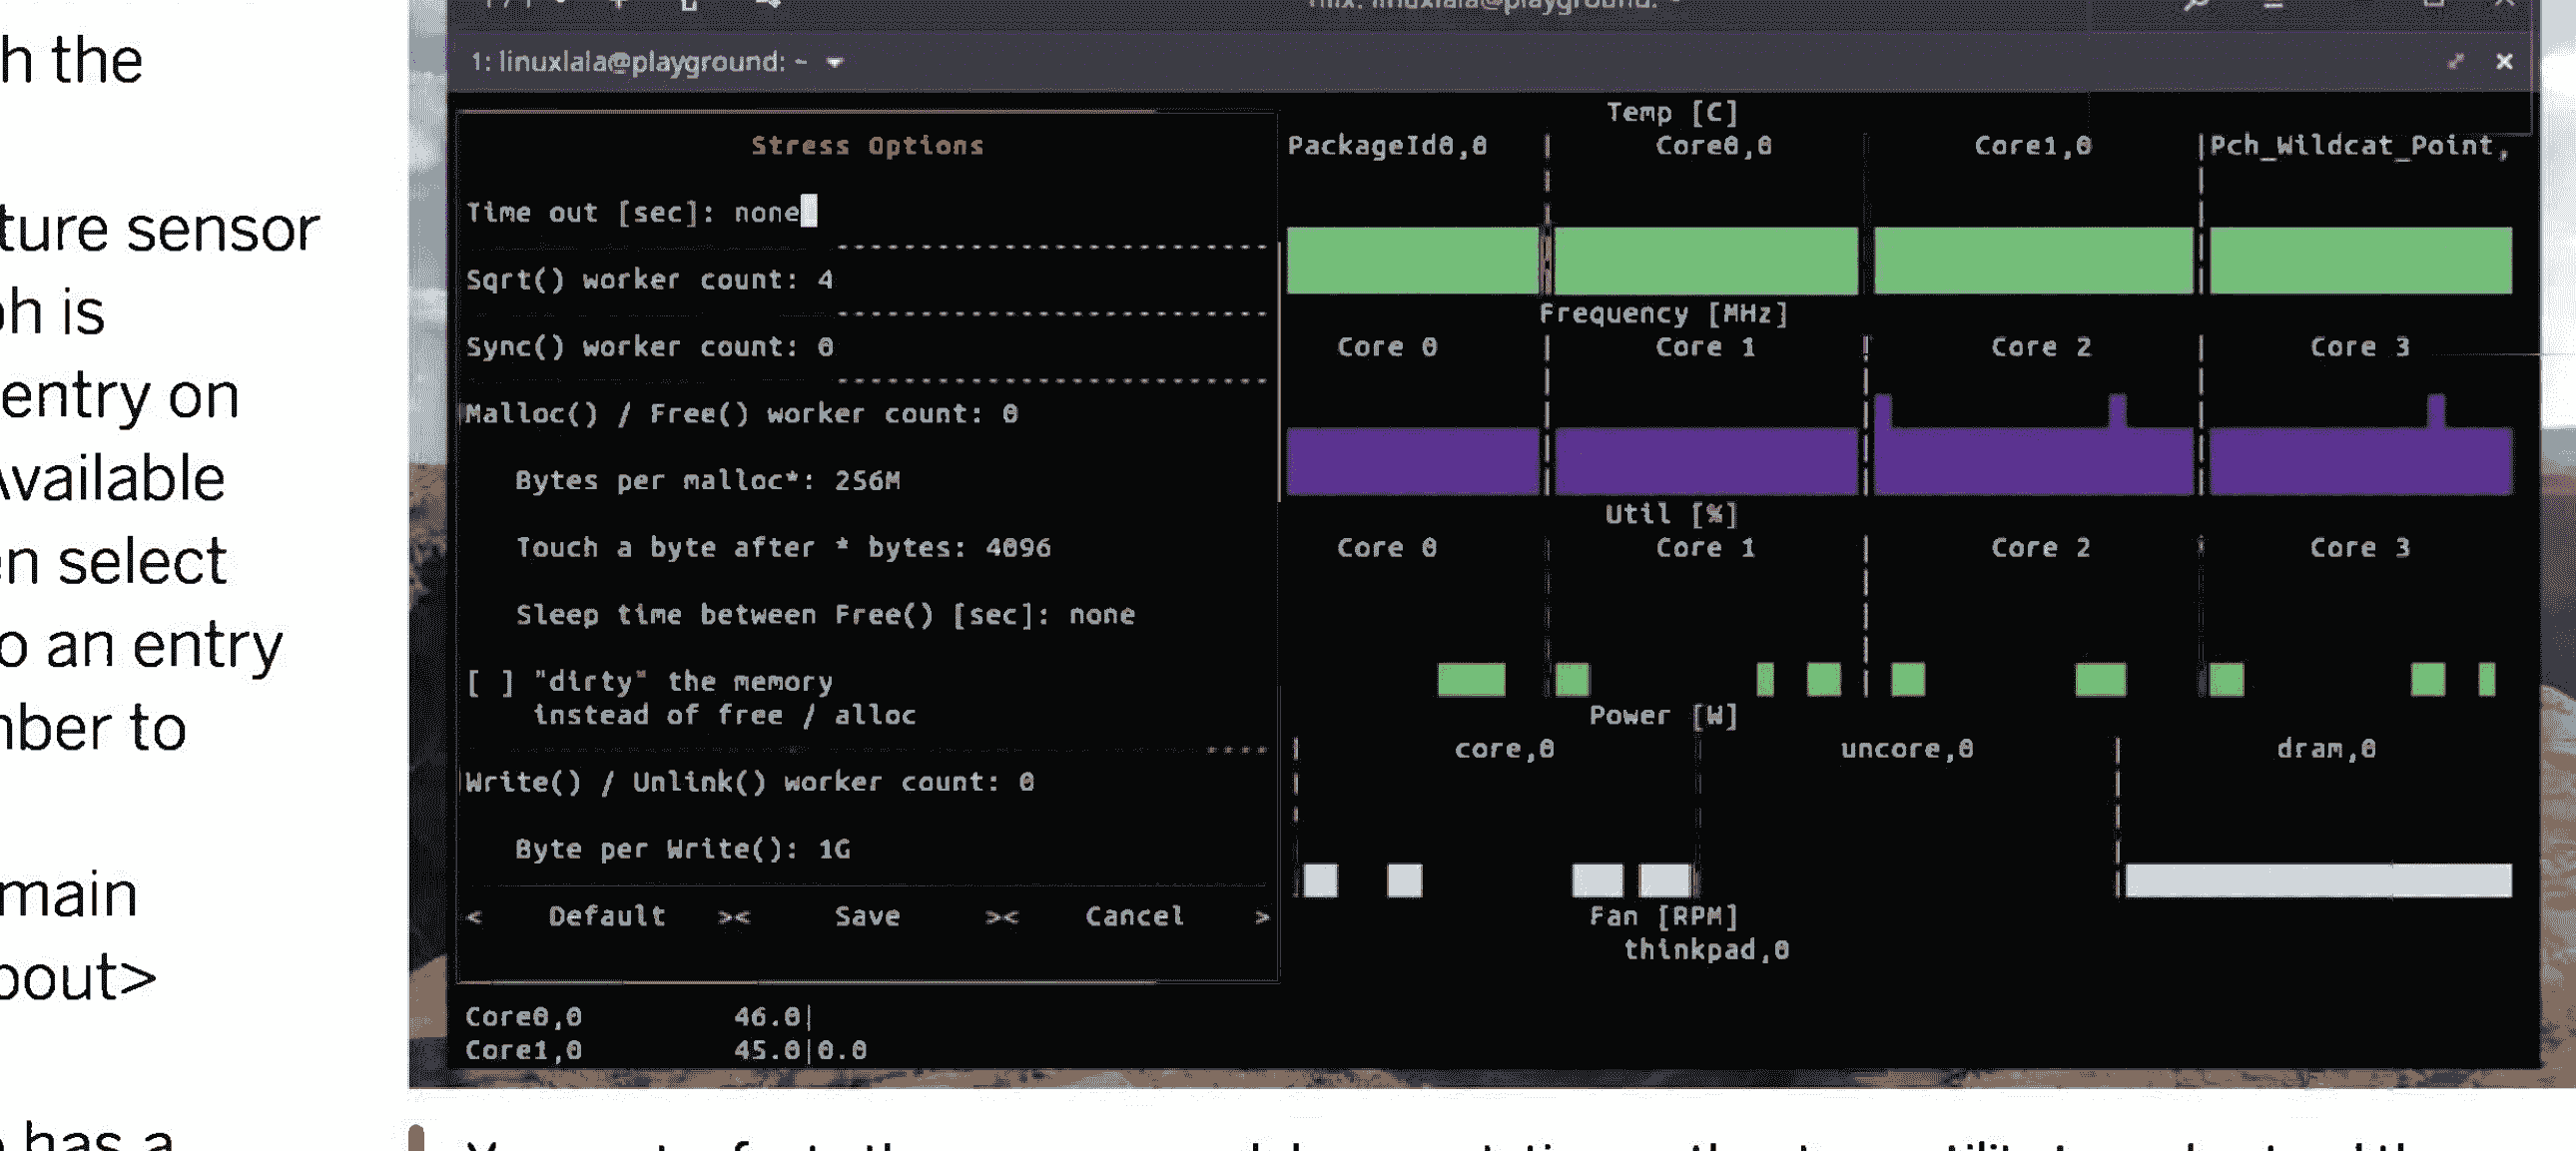 h the
ture sensor
h is
entry on
Available
en select
o an entry
mber to
main
bout>
has a
1: linuxlala@playground: ~
Stress Options
Time out [sec]: none
Sqrt() worker count: 4
Sync() worker count: 0
Malloc() / Free() worker count: 0
Bytes per malloc*: 256M
Touch a byte after * bytes: 4096
Sleep time between Free() [sec]: none
[ ] "dirty" the memory
instead of free / alloc
Write() / Unlink() worker count: 0
Byte per Write(): 1G
< Default >< Save >< Cancel >
Core0,0 46.0|
Core1,0 45.0|0.0
Temp [C]
PackageId0,0 Core0,0 Core1,0 Pch_Wildcat_Point,
Frequency [MHz]
Core 0 Core 1 Core 2 Core 3
Util [%]
Core 0 Core 1 Core 2 Core 3
Power [W]
core,0 uncore,0 dram,0
Fan [RPM]
thinkpad,0